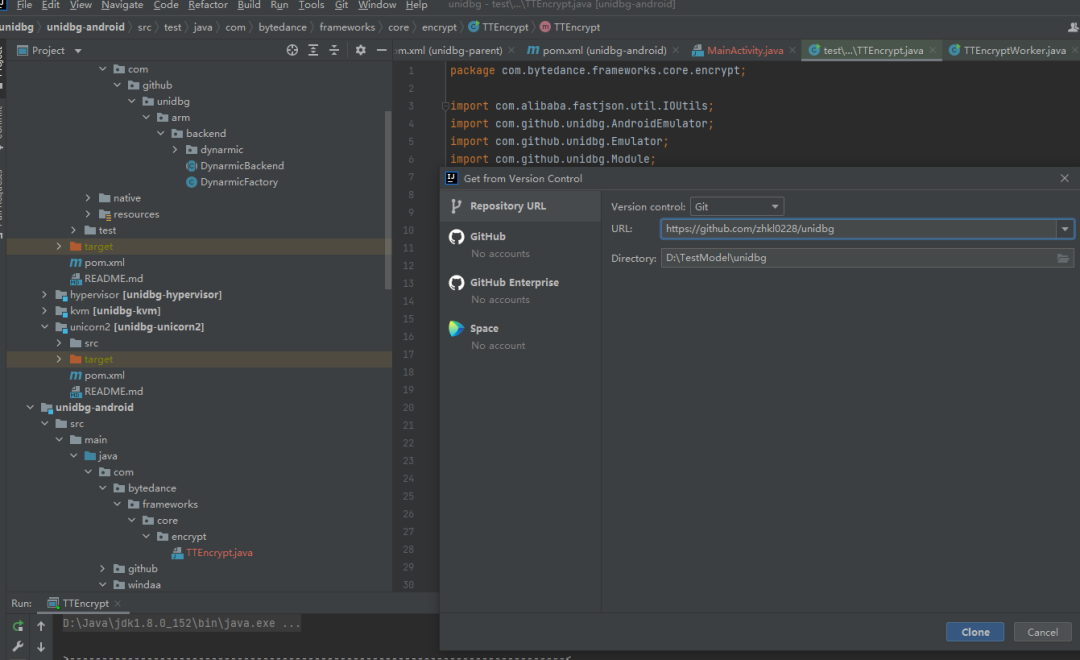 File Edit View Navigate Code Refactor Build Run Tools Git Window Help unidbg - test\...\TTEncrypt.java [unidbg-android]
unidbg unidbg-android src test java com bytedance frameworks core encrypt TTEncrypt TTEncrypt
Project
om.xml (unidbg-parent) pom.xml (unidbg-android) MainActivity.java test\...\TTEncrypt.java TTEncryptWorker.java
com
github
unidbg
arm
backend
dynarmic
DynarmicBackend
DynarmicFactory
native
resources
test
target
pom.xml
README.md
hypervisor [unidbg-hypervisor]
kvm [unidbg-kvm]
unicorn2 [unidbg-unicorn2]
src
target
pom.xml
README.md
unidbg-android
src
main
java
com
bytedance
frameworks
core
encrypt
TTEncrypt.java
github
windaa
1 package com.bytedance.frameworks.core.encrypt;
2
3 import com.alibaba.fastjson.util.IOUtils;
4 import com.github.unidbg.AndroidEmulator;
5 import com.github.unidbg.Emulator;
6 import com.github.unidbg.Module;
7
8
9
10
11
12
13
14
15
16
17
18
19
20
21
22
23
24
25
26
27
28
29
30
Get from Version Control
Repository URL
GitHub
No accounts
GitHub Enterprise
No accounts
Space
No account
Version control: Git
URL: https://github.com/zhkl0228/unidbg
Directory: D:\TestModel\unidbg
Clone Cancel
Run: TTEncrypt
D:\Java\jdk1.8.0_152\bin\java.exe ...